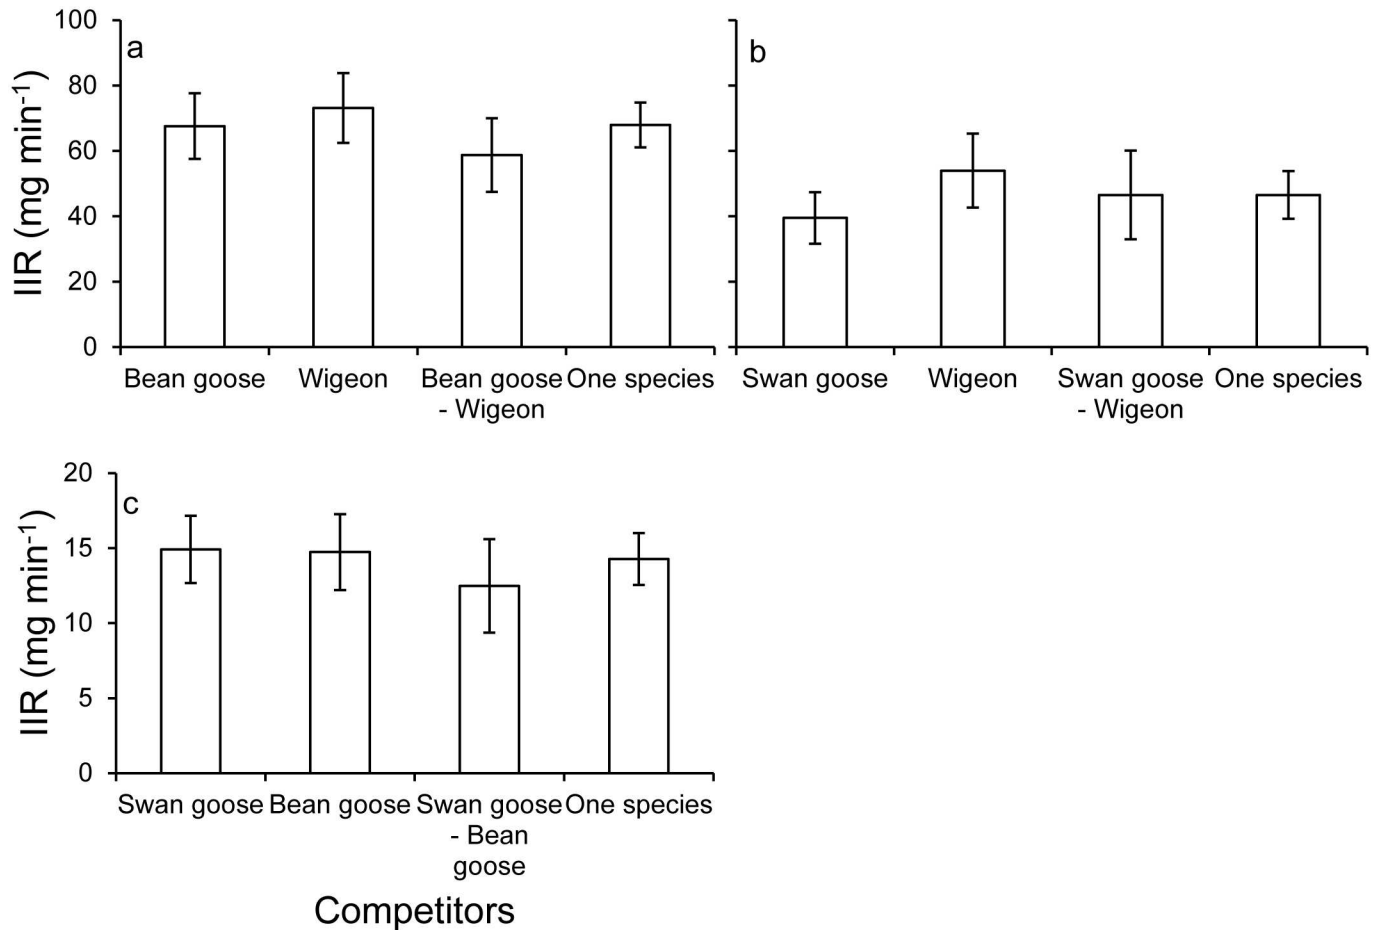 100
80
60
40
20
0
IIR (mg min⁻¹)
a
Bean goose Wigeon Bean goose One species
- Wigeon
b
Swan goose Wigeon Swan goose One species
- Wigeon
20
15
10
5
0
IIR (mg min⁻¹)
c
Swan goose Bean goose Swan goose One species
- Bean
goose
Competitors